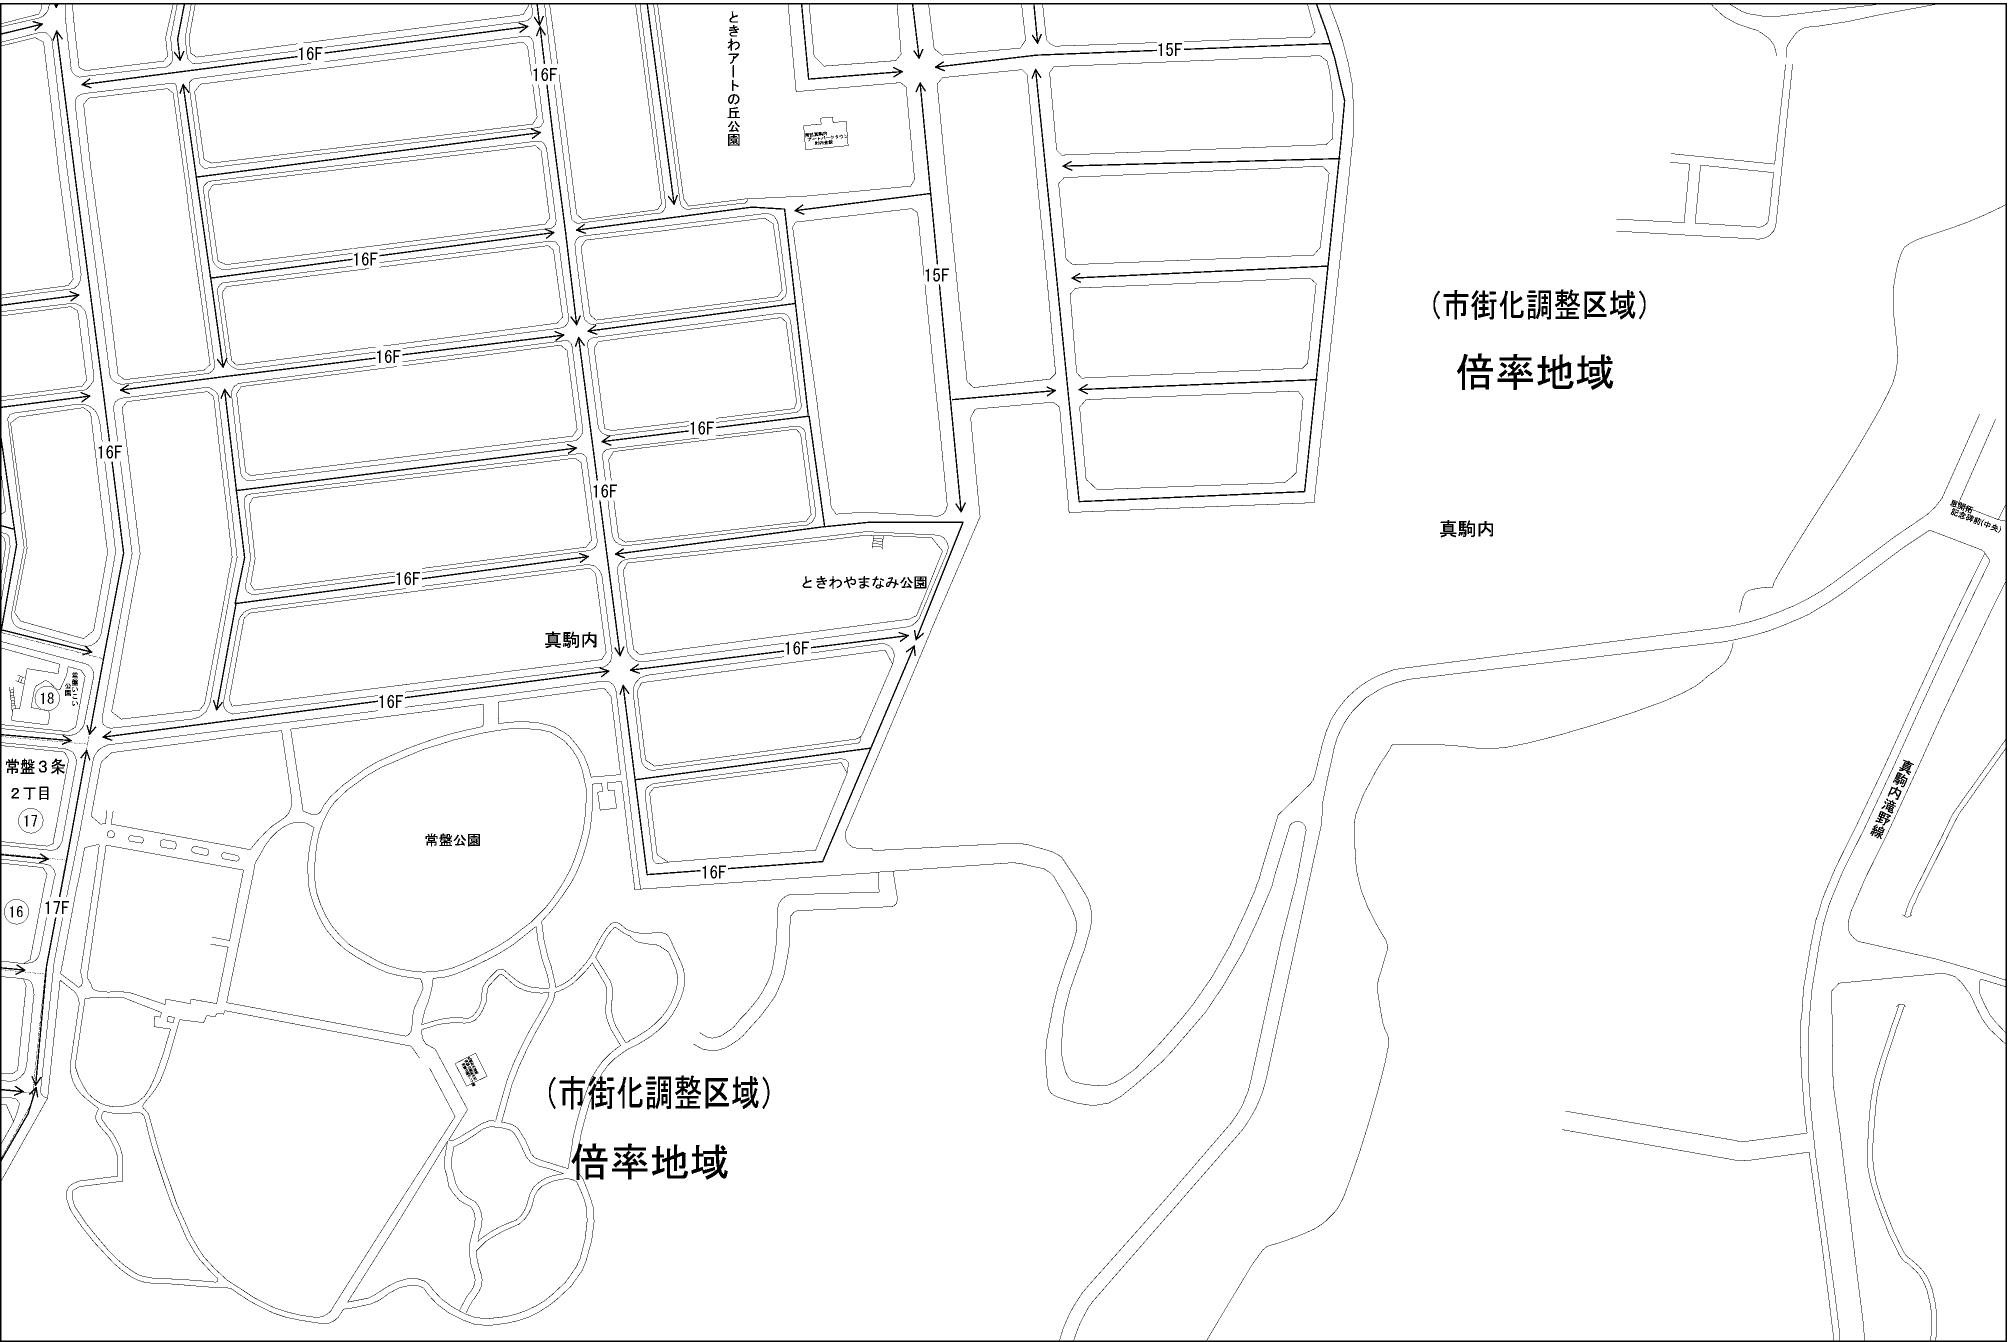 16F
16F
15F
ときわアートの丘公園
16F
15F
（市街化調整区域）
倍率地域
16F
16F
16F
16F
16F
真駒内
16F
ときわやまなみ公園
真駒内
16F
16F
18
常盤３条
２丁目
17
常盤公園
16F
16
17F
真駒内滝野線
（市街化調整区域）
倍率地域